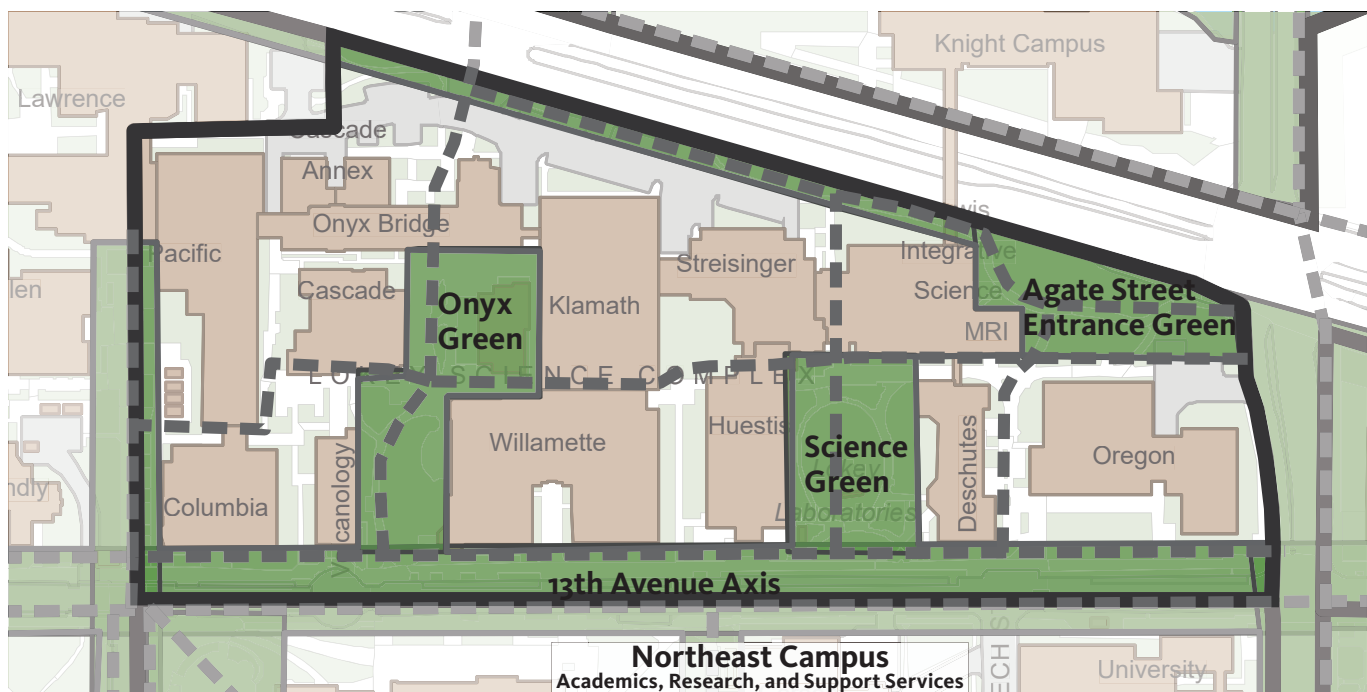 Knight Campus
Lawrence
Cascade
Annex
Onyx Bridge
Pacific
Streisinger
Integrative
Science
Cascade
Onyx
Green
Klamath
Agate Street
Entrance Green
MRI
Huestis
Willamette
Science
Green
Lokey
Laboratories
Deschutes
Oregon
Columbia
13th Avenue Axis
Northeast Campus
Academics, Research, and Support Services
University